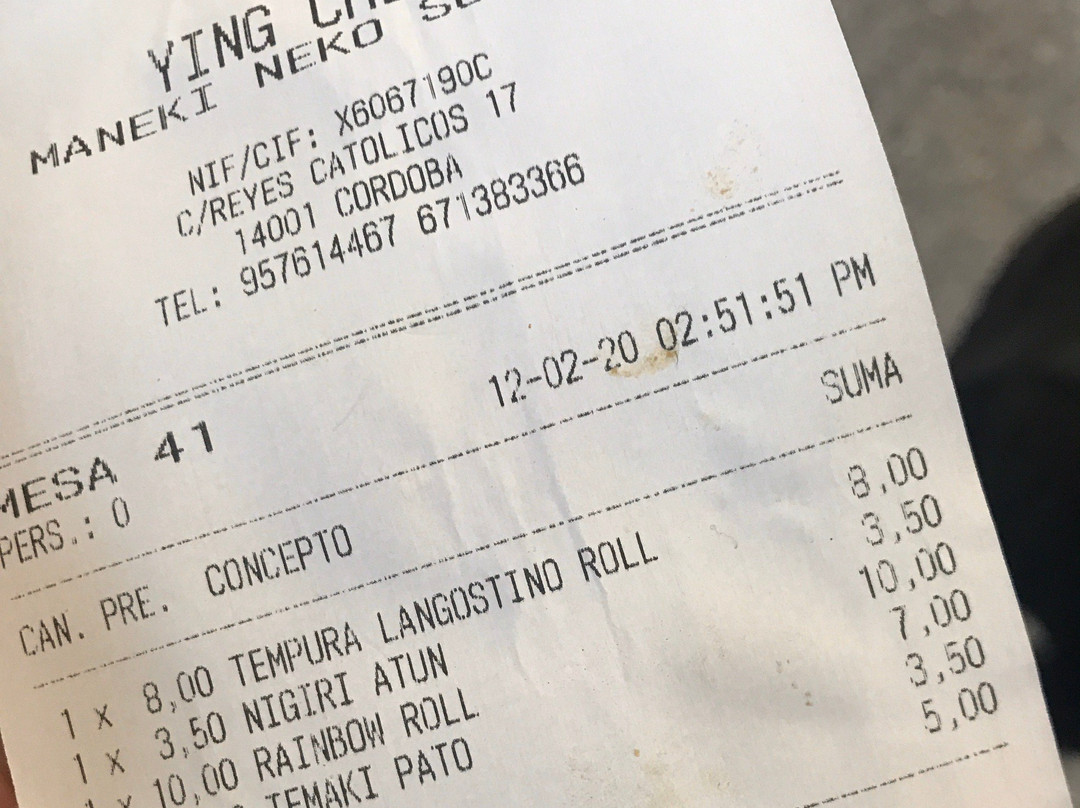 YING
MANEKI NEKO
NIF/CIF: X6067190C
C/REYES CATOLICOS 17
14001 CORDOBA
TEL: 957614467 671383366
MESA 41
12-02-20 02:51:51 PM
PERS.: 0
CAN. PRE. CONCEPTO SUMA
1 x 8,00 TEMPURA LANGOSTINO ROLL 8,00
1 x 3,50 NIGIRI ATUN 3,50
1 x 10,00 RAINBOW ROLL 10,00
TEMAKI PATO 7,00
3,50
5,00